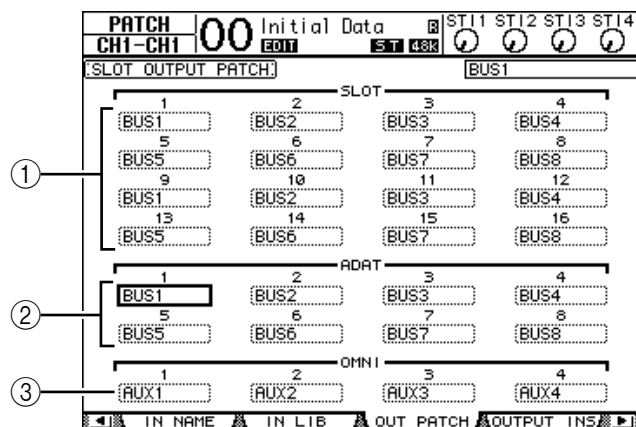 PATCH
CH1-CH1
00 Initial Data
EDIT
ST 48K
STI1 STI2 STI3 STI4
SLOT OUTPUT PATCH
BUS1
SLOT
1 2 3 4
BUS1 BUS2 BUS3 BUS4
5 6 7 8
BUS5 BUS6 BUS7 BUS8
① 9 10 11 12
BUS1 BUS2 BUS3 BUS4
13 14 15 16
BUS5 BUS6 BUS7 BUS8
ADAT
1 2 3 4
BUS1 BUS2 BUS3 BUS4
② 5 6 7 8
BUS5 BUS6 BUS7 BUS8
OMNI
1 2 3 4
③ AUX1 AUX2 AUX3 AUX4
IN NAME IN LIB OUT PATCH OUTPUT INS